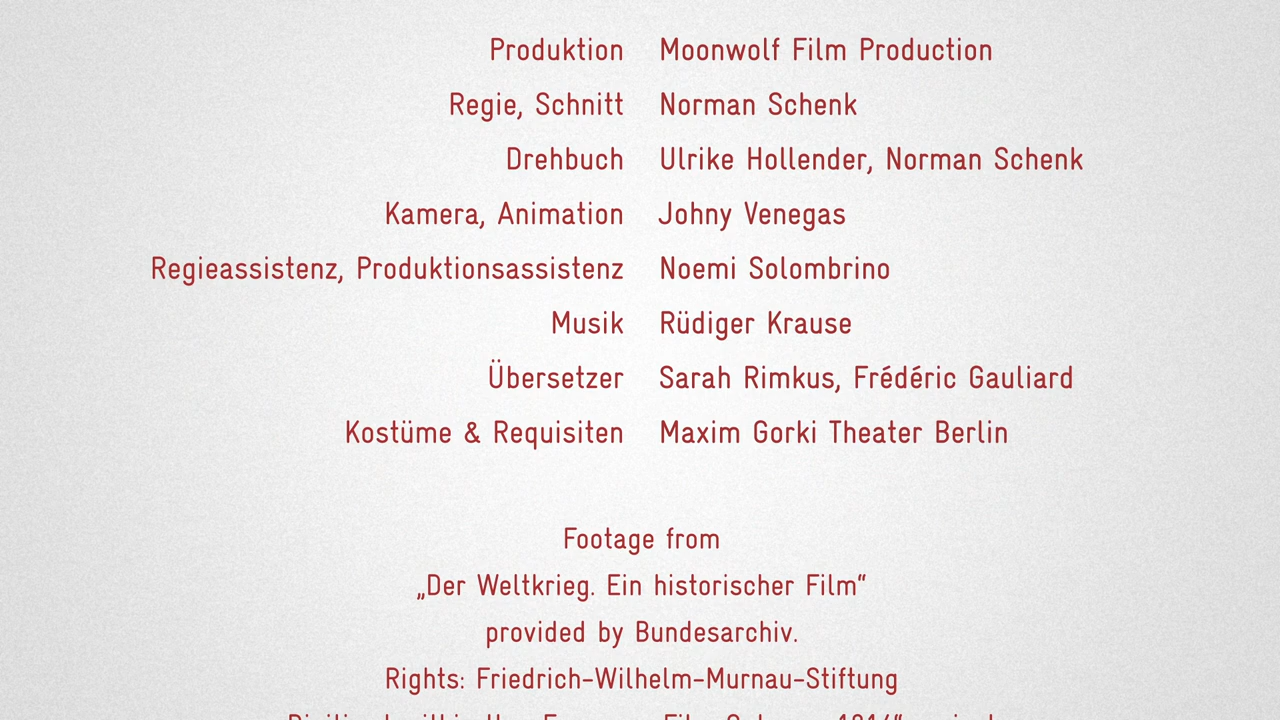 Produktion Moonwolf Film Production
Regie, Schnitt Norman Schenk
Drehbuch Ulrike Hollender, Norman Schenk
Kamera, Animation Johny Venegas
Regieassistenz, Produktionsassistenz Noemi Solombrino
Musik Rüdiger Krause
Übersetzer Sarah Rimkus, Frédéric Gauliard
Kostüme & Requisiten Maxim Gorki Theater Berlin
Footage from
„Der Weltkrieg. Ein historischer Film“
provided by Bundesarchiv.
Rights: Friedrich-Wilhelm-Murnau-Stiftung